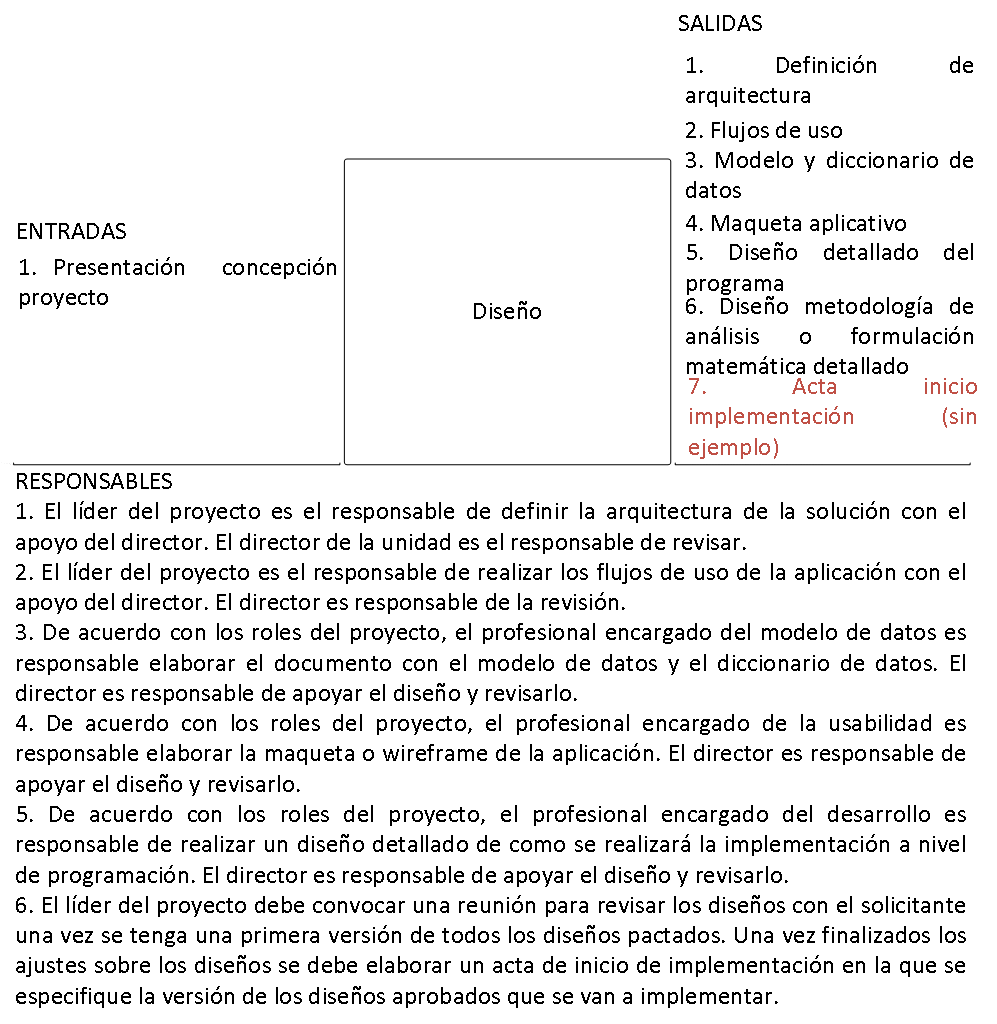 ENTRADAS
1. Presentación concepción
proyecto
Diseño
SALIDAS
1. Definición de
arquitectura
2. Flujos de uso
3. Modelo y diccionario de
datos
4. Maqueta aplicativo
5. Diseño detallado del
programa
6. Diseño metodología de
análisis o formulación
matemática detallado
7. Acta inicio
implementación (sin
ejemplo)
RESPONSABLES
1. El líder del proyecto es el responsable de definir la arquitectura de la solución con el
apoyo del director. El director de la unidad es el responsable de revisar.
2. El líder del proyecto es el responsable de realizar los flujos de uso de la aplicación con el
apoyo del director. El director es responsable de la revisión.
3. De acuerdo con los roles del proyecto, el profesional encargado del modelo de datos es
responsable elaborar el documento con el modelo de datos y el diccionario de datos. El
director es responsable de apoyar el diseño y revisarlo.
4. De acuerdo con los roles del proyecto, el profesional encargado de la usabilidad es
responsable elaborar la maqueta o wireframe de la aplicación. El director es responsable de
apoyar el diseño y revisarlo.
5. De acuerdo con los roles del proyecto, el profesional encargado del desarrollo es
responsable de realizar un diseño detallado de como se realizará la implementación a nivel
de programación. El director es responsable de apoyar el diseño y revisarlo.
6. El líder del proyecto debe convocar una reunión para revisar los diseños con el solicitante
una vez se tenga una primera versión de todos los diseños pactados. Una vez finalizados los
ajustes sobre los diseños se debe elaborar un acta de inicio de implementación en la que se
especifique la versión de los diseños aprobados que se van a implementar.